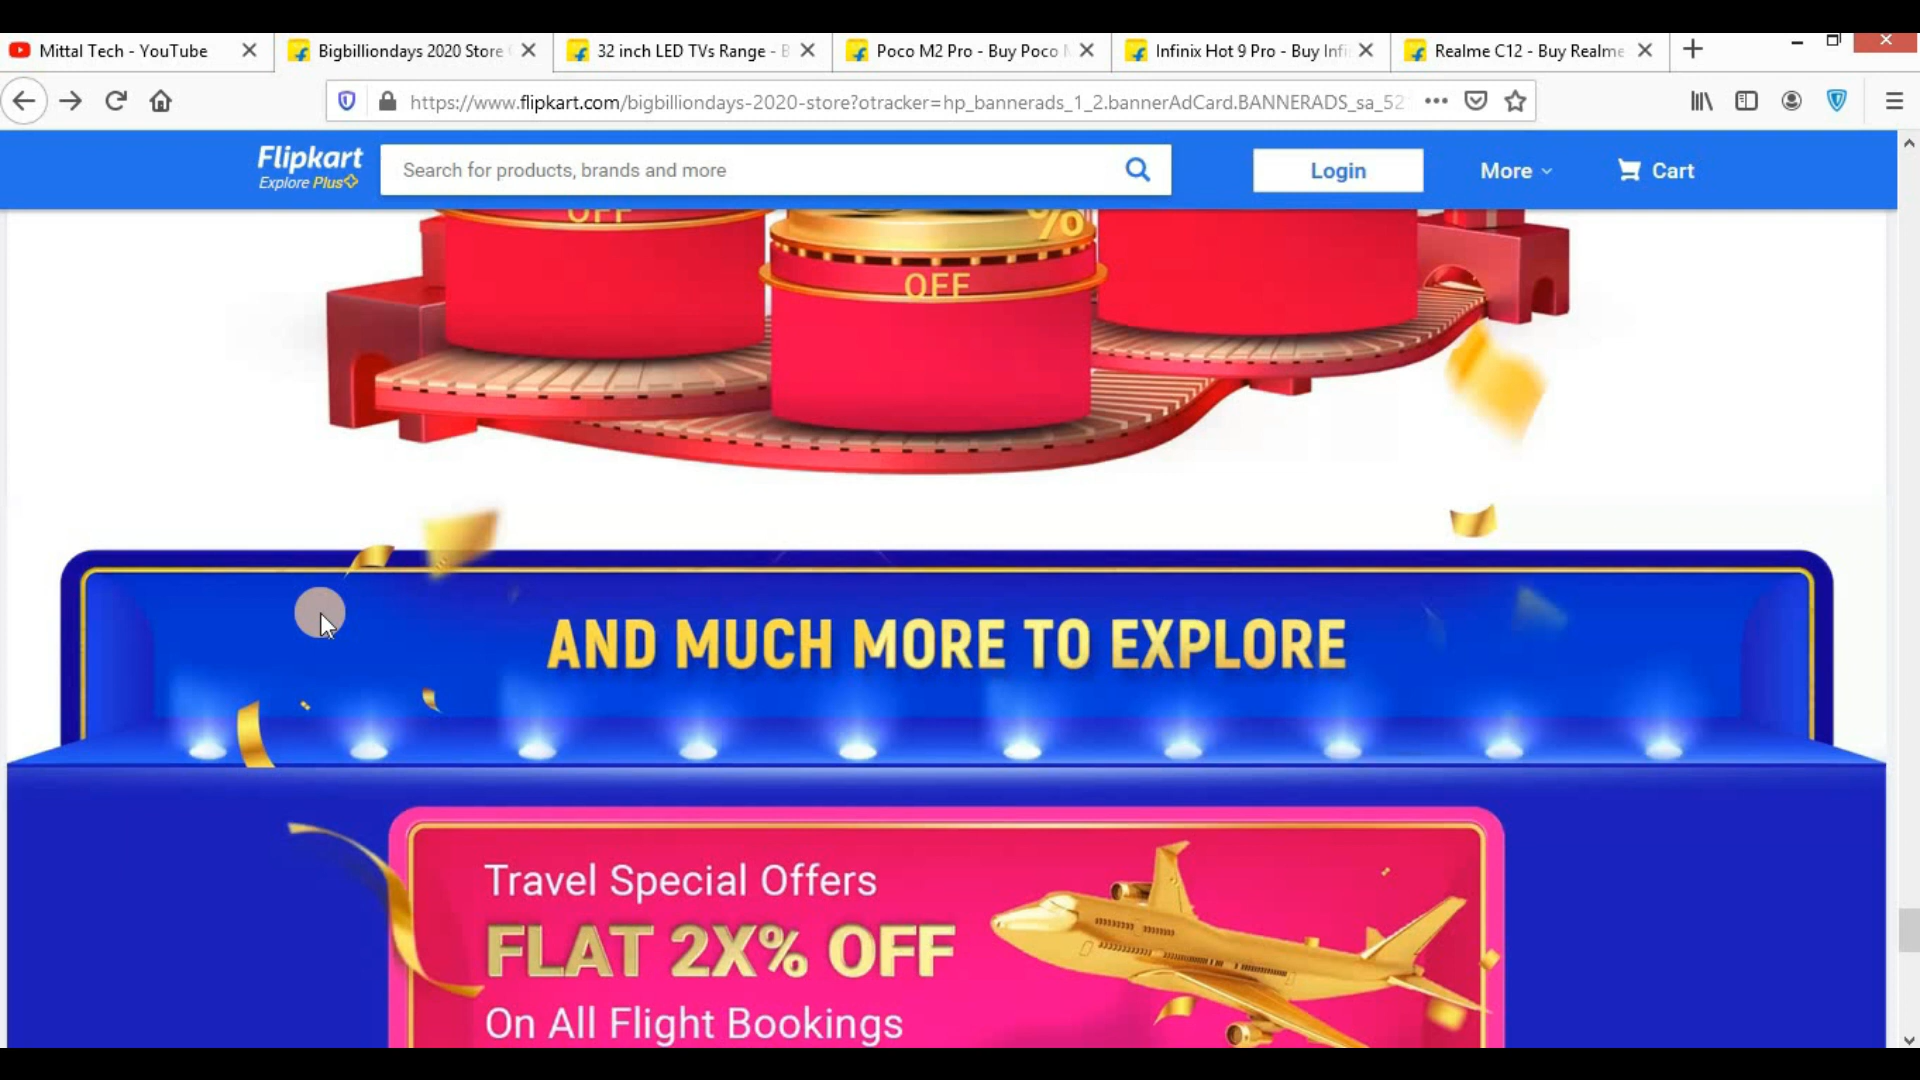 Mittal Tech - YouTube
Bigbilliondays 2020 Store
32 inch LED TVs Range - B
Poco M2 Pro - Buy Poco
Infinix Hot 9 Pro - Buy Infi
Realme C12 - Buy Realme
https://www.flipkart.com/bigbilliondays-2020-store?otracker=hp_bannerads_1_2.bannerAdCard.BANNERADS_sa_52
Flipkart
Explore Plus
Search for products, brands and more
Login
More
Cart
OFF
%
OFF
AND MUCH MORE TO EXPLORE
Travel Special Offers
FLAT 2X% OFF
On All Flight Bookings